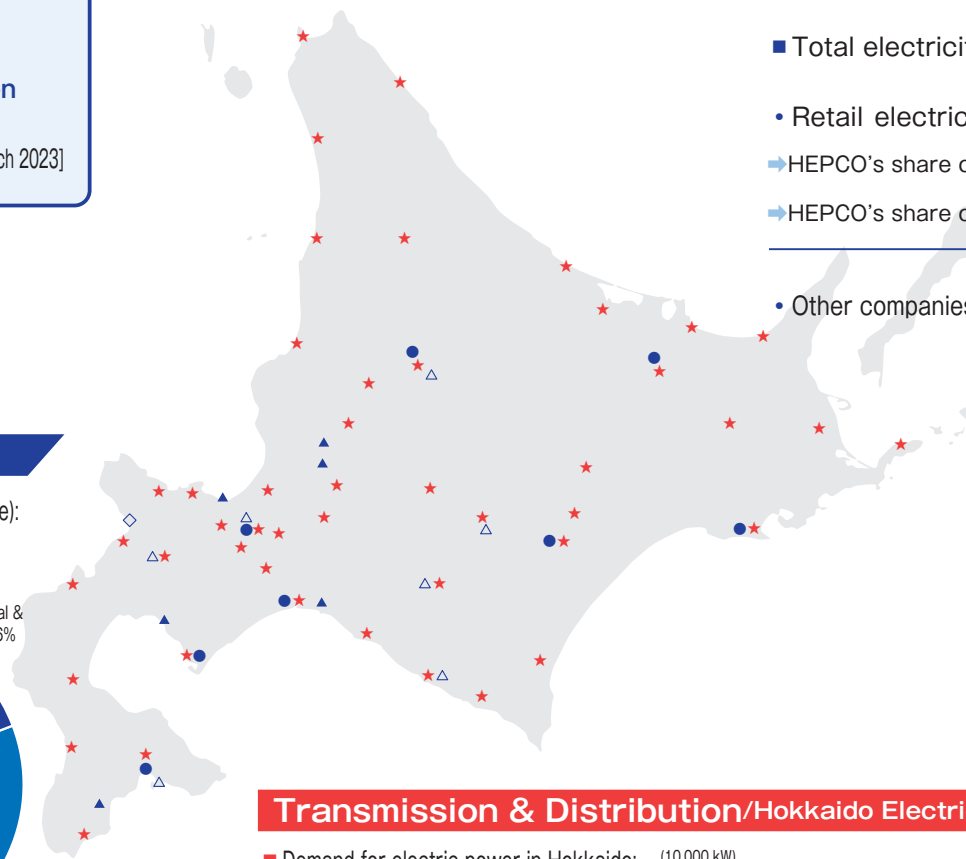 n
ch 2023]
■ Total electricit
• Retail electric
➡HEPCO's share o
➡HEPCO's share o
• Other companies
e):
al &
6%
Transmission & Distribution/Hokkaido Electri
■ Demand for electric power in Hokkaido: (10,000 kW)